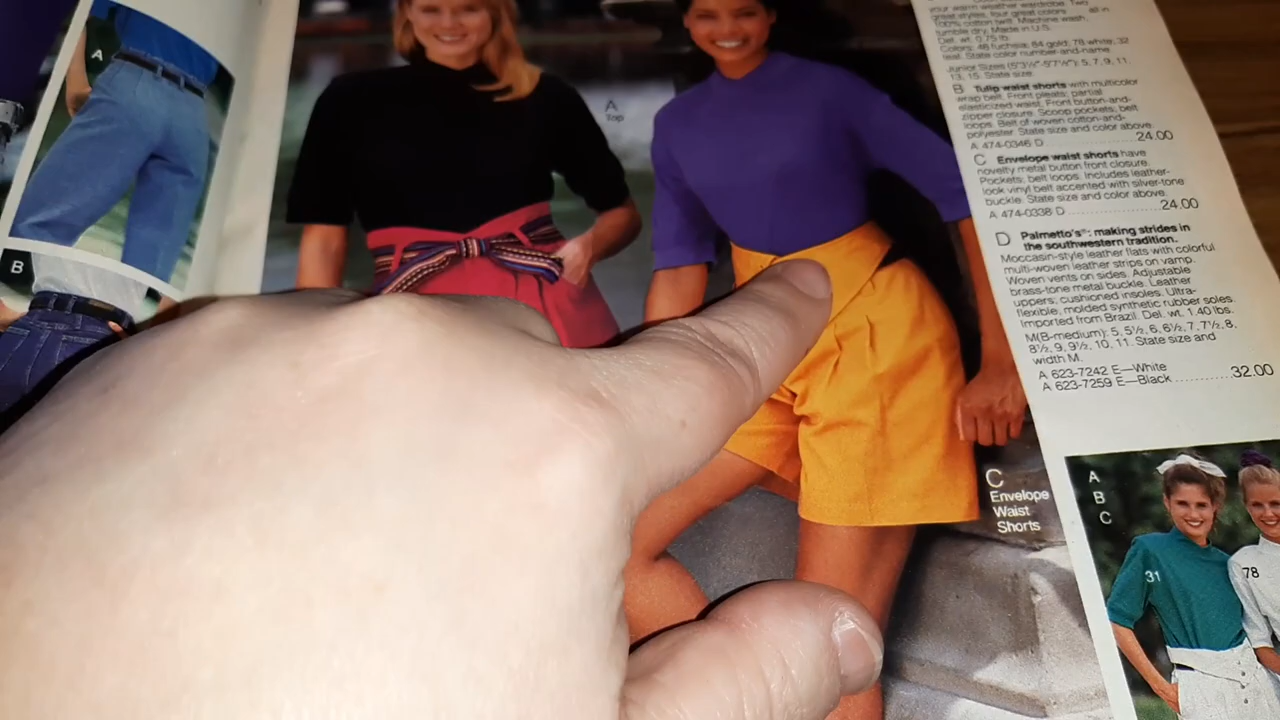 A
B
A
Top
your warm weather wardrobe. Two
great styles, four great colors. all in
100% cotton twill. Machine wash,
tumble dry. Made in U.S.
Del. wt. 0.75 lb.
Colors: 48 fuchsia, 84 gold, 78 white, 32
teal. State color number-and-name
Junior Sizes (5'3½"-5'7½"): 5, 7, 9, 11,
13, 15. State size.
B Tulip waist shorts with multicolor
wrap belt. Front pleats; partial
elasticized waist. Front button-and-
zipper closure. Scoop pockets; belt
loops. Belt of woven cotton-and-
polyester. State size and color above.
A 474-0346 D 24.00
C Envelope waist shorts have
novelty metal button front closure.
Pockets; belt loops. Includes leather-
look vinyl belt accented with silver-tone
buckle. State size and color above.
A 474-0338 D 24.00
D Palmetto's®: making strides in
the southwestern tradition.
Moccasin-style leather flats with colorful
multi-woven leather strips on vamp.
Woven vents on sides. Adjustable
brass-tone metal buckle. Leather
uppers; cushioned insoles. Ultra-
flexible, molded synthetic rubber soles.
Imported from Brazil. Del. wt. 1.40 lbs.
M(B-medium): 5, 5½, 6, 6½, 7, 7½, 8,
8½, 9, 9½, 10, 11. State size and
width M.
A 623-7242 E—White
A 623-7259 E—Black 32.00
C
Envelope
Waist
Shorts
A
B
C
31
78